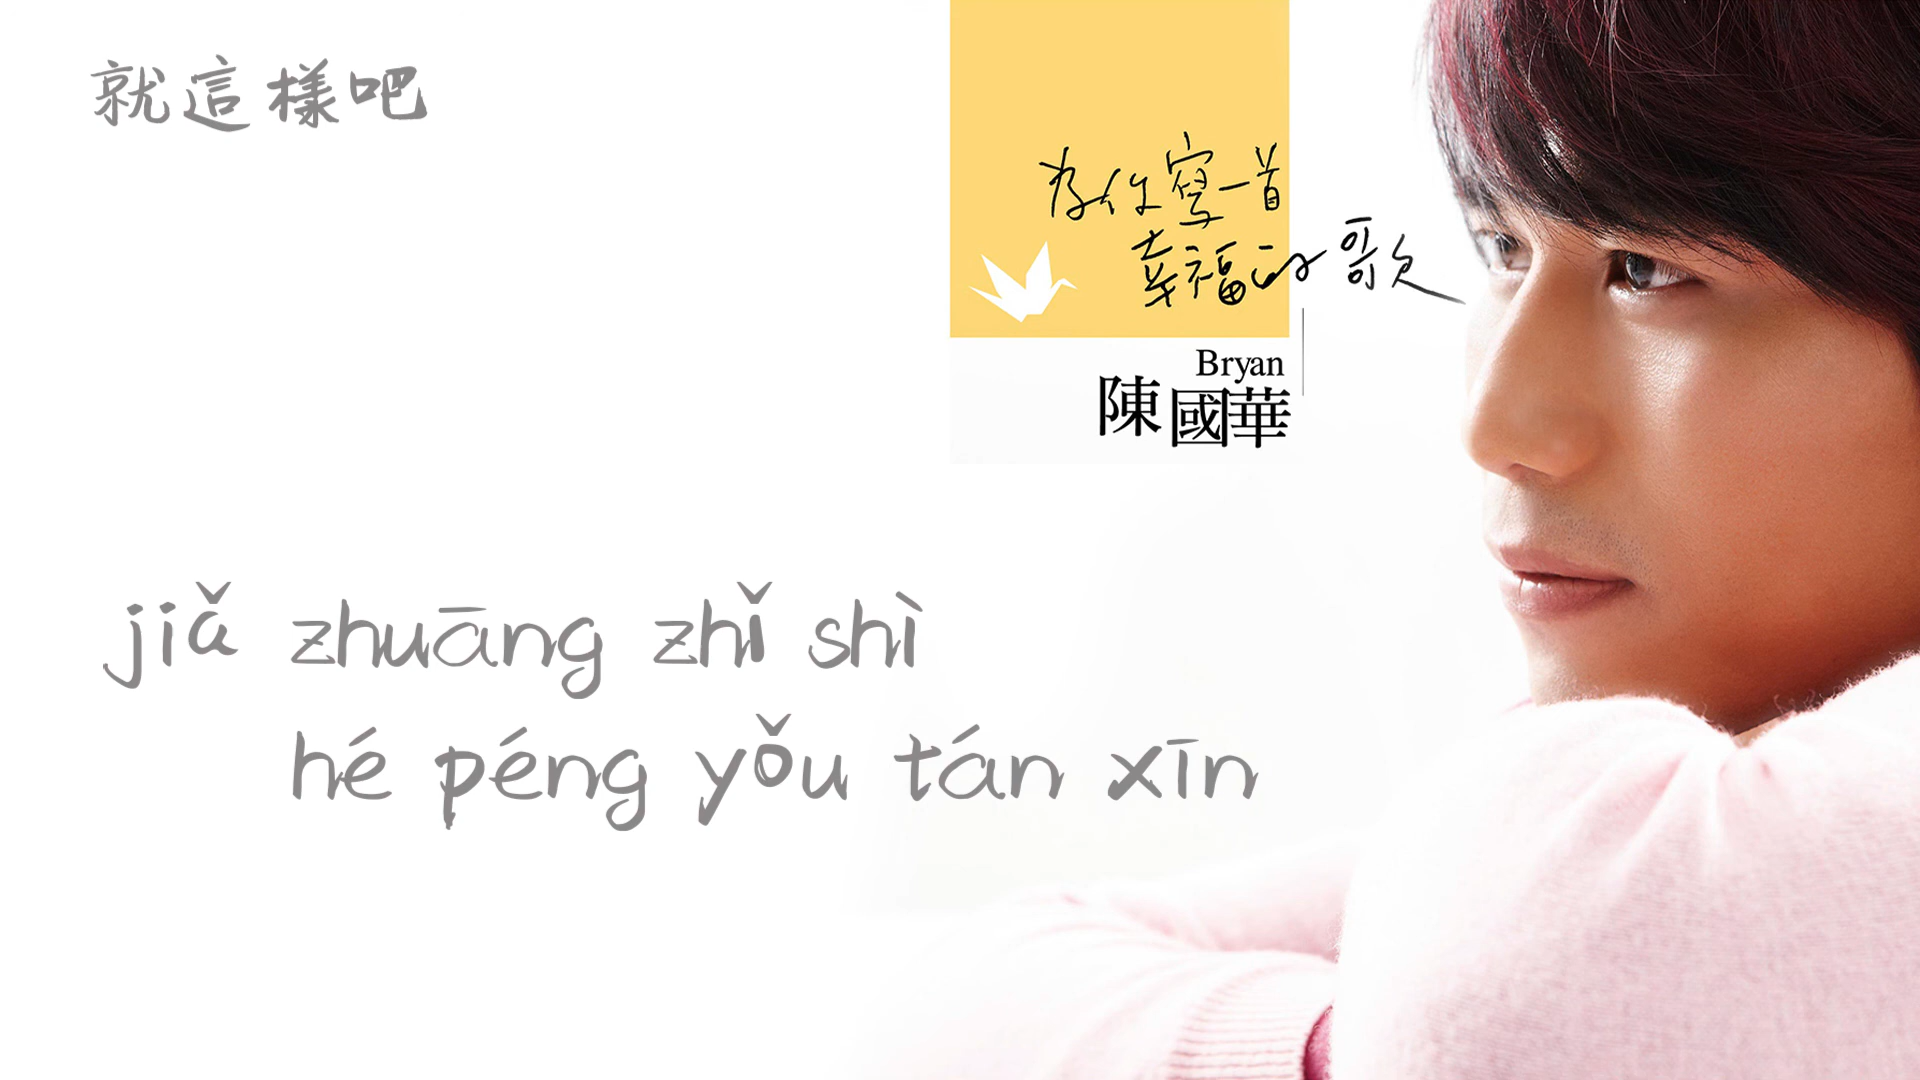 就這樣吧
為你寫一首
幸福的歌
Bryan
陳國華
jiǎ zhuāng zhǐ shì
hé péng yǒu tán xīn